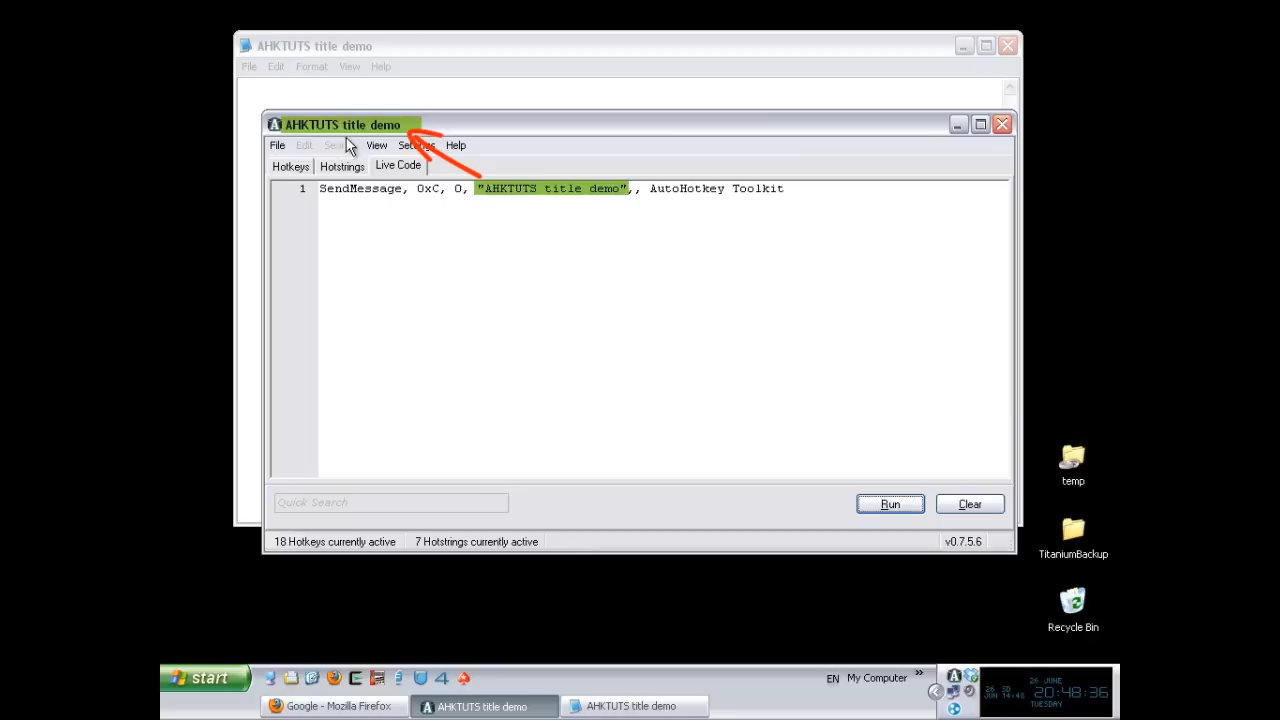 AHKTUTS title demo
File Edit Format View Help
AHKTUTS title demo
File Edit View Help
Hotkeys Hotstrings Live Code
1 SendMessage, 0xC, 0, "AHKTUTS title demo",, AutoHotkey Toolkit
Quick Search
Run Clear
18 Hotkeys currently active 7 Hotstrings currently active v0.7.5.6
temp
TitaniumBackup
Recycle Bin
start
EN My Computer »
Google - Mozilla Firefox AHKTUTS title demo AHKTUTS title demo
26 JUNE
20:48:36
TUESDAY